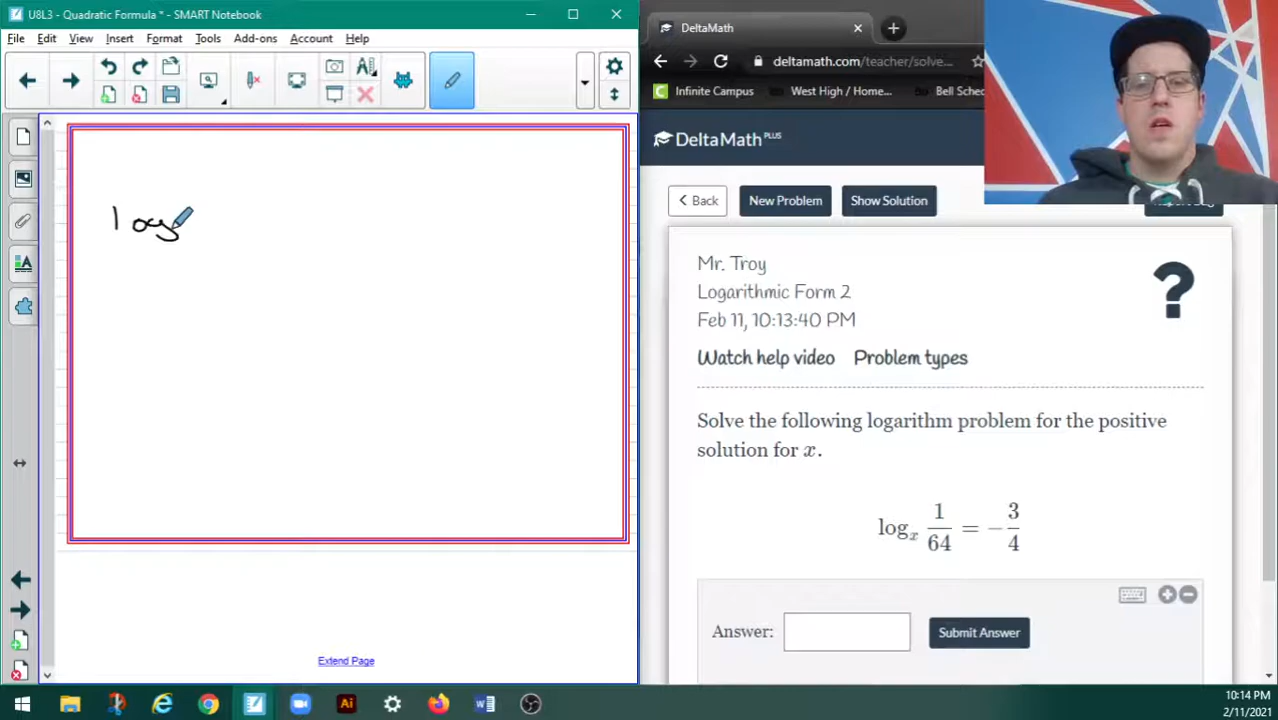 U8L3 - Quadratic Formula * - SMART Notebook
File Edit View Insert Format Tools Add-ons Account Help
log
Extend Page
DeltaMath
deltamath.com/teacher/solve...
Infinite Campus West High / Home... Bell Sched
DeltaMath PLUS
< Back New Problem Show Solution
Mr. Troy
Logarithmic Form 2
Feb 11, 10:13:40 PM
Watch help video Problem types
Solve the following logarithm problem for the positive
solution for x.
logₓ 1/64 = −3/4
Answer: Submit Answer
10:14 PM
2/11/2021